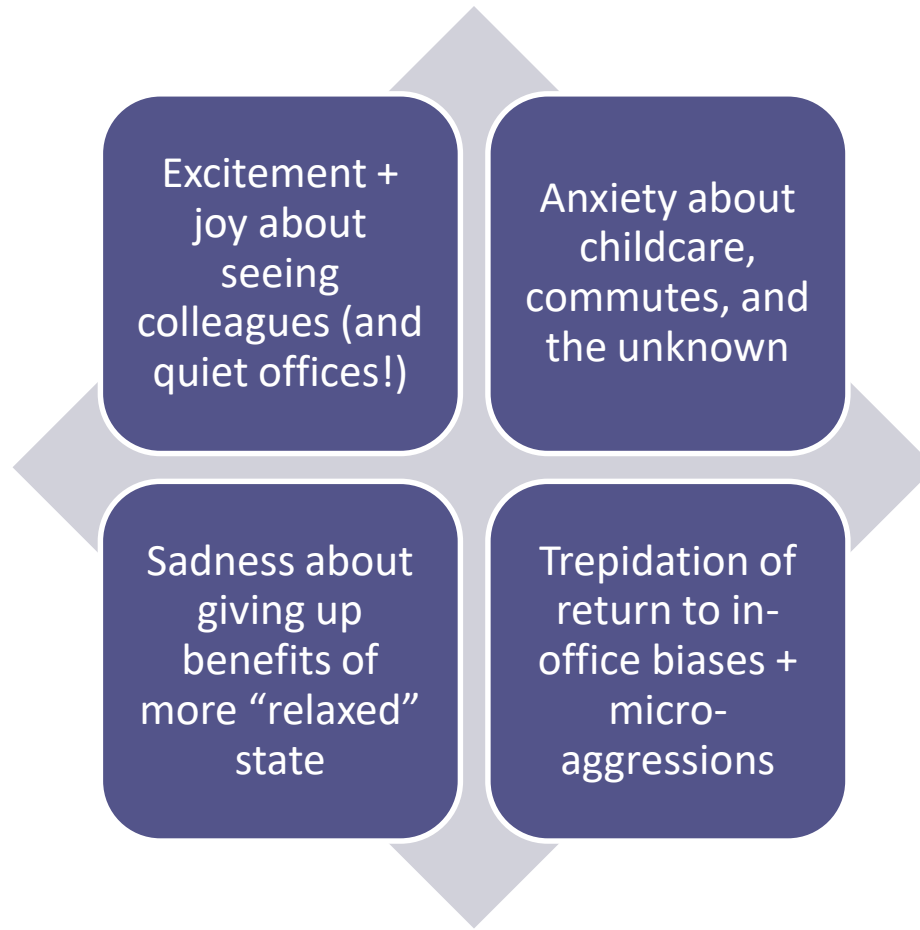 Excitement +
joy about
seeing
colleagues (and
quiet offices!)
Anxiety about
childcare,
commutes, and
the unknown
Sadness about
giving up
benefits of
more “relaxed”
state
Trepidation of
return to in-
office biases +
micro-
aggressions